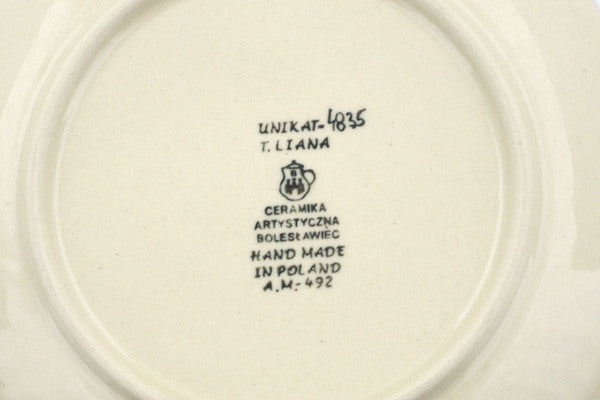 UNIKAT-4835
T. LIANA
B
CERAMIKA
ARTYSTYCZNA
BOLESŁAWIEC
HAND MADE
IN POLAND
A.M.-492